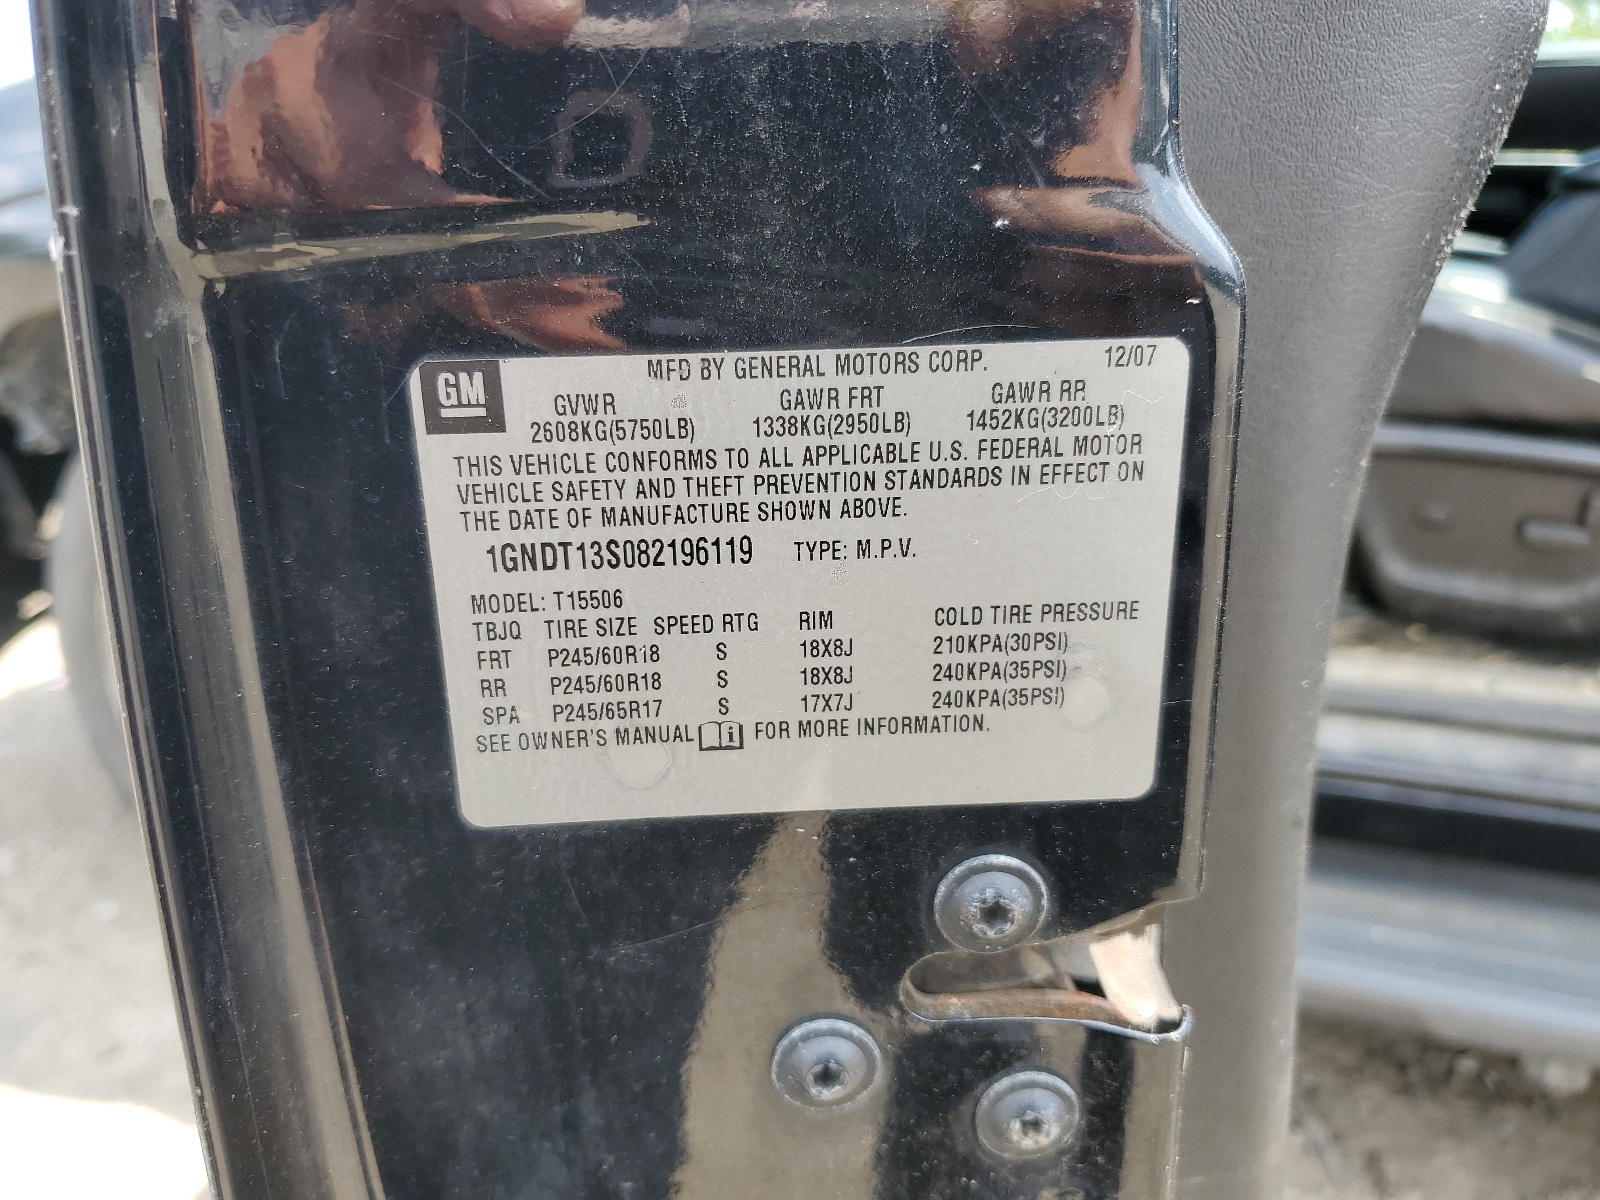 GM
MFD BY GENERAL MOTORS CORP. 12/07
GVWR GAWR FRT GAWR RR
2608KG(5750LB) 1338KG(2950LB) 1452KG(3200LB)
THIS VEHICLE CONFORMS TO ALL APPLICABLE U.S. FEDERAL MOTOR
VEHICLE SAFETY AND THEFT PREVENTION STANDARDS IN EFFECT ON
THE DATE OF MANUFACTURE SHOWN ABOVE.
1GNDT13S082196119 TYPE: M.P.V.
MODEL: T15506
TBJQ TIRE SIZE SPEED RTG RIM COLD TIRE PRESSURE
FRT P245/60R18 S 18X8J 210KPA(30PSI)
RR P245/60R18 S 18X8J 240KPA(35PSI)
SPA P245/65R17 S 17X7J 240KPA(35PSI)
SEE OWNER'S MANUAL i FOR MORE INFORMATION.